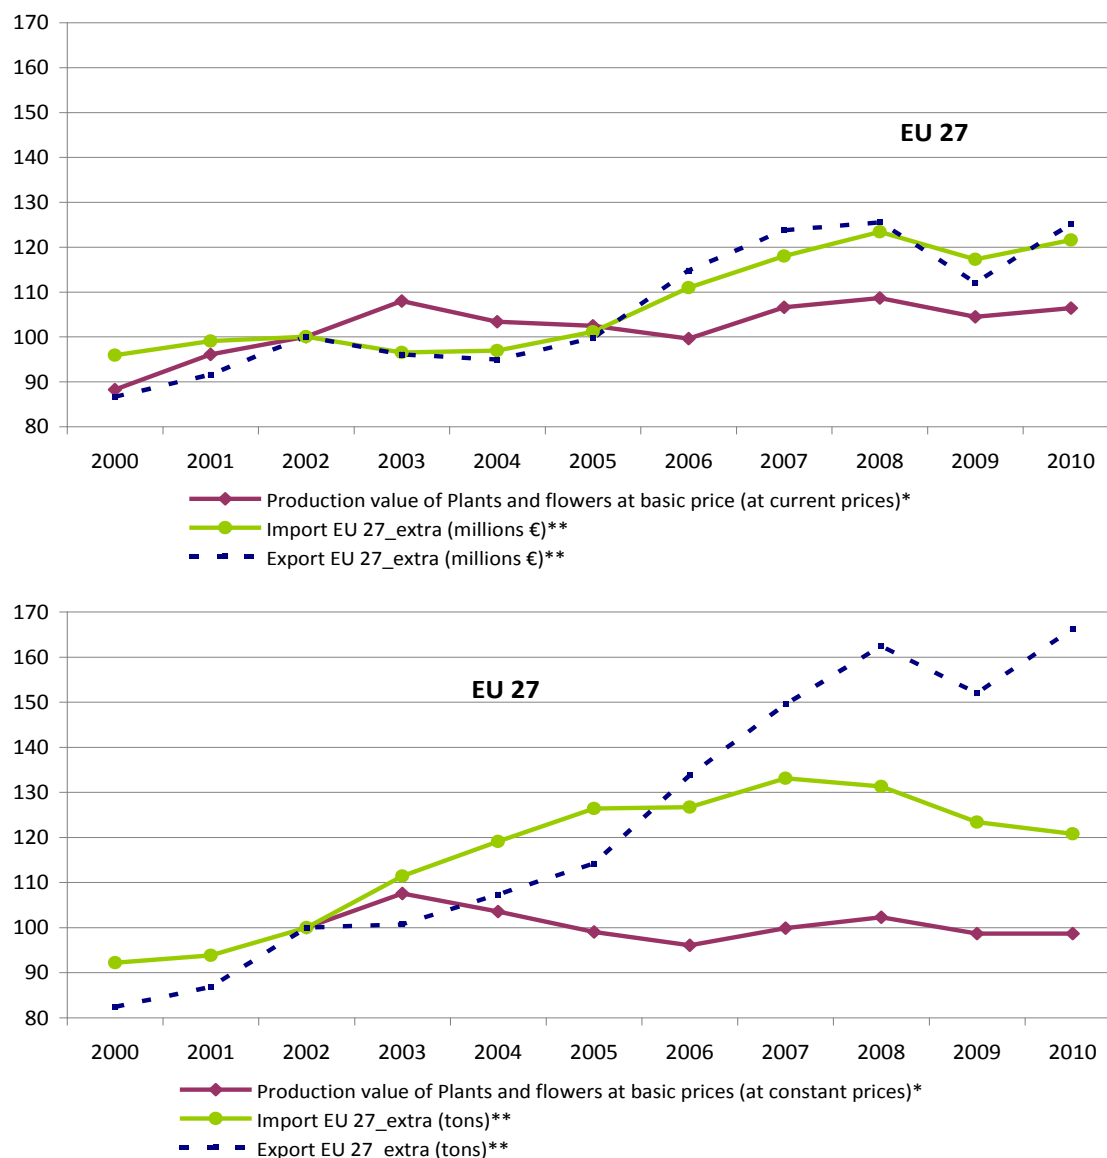 170
160
150
EU 27
140
130
120
110
100
90
80
2000 2001 2002 2003 2004 2005 2006 2007 2008 2009 2010
Production value of Plants and flowers at basic price (at current prices)*
Import EU 27_extra (millions €)**
Export EU 27_extra (millions €)**
170
160
EU 27
150
140
130
120
110
100
90
80
2000 2001 2002 2003 2004 2005 2006 2007 2008 2009 2010
Production value of Plants and flowers at basic prices (at constant prices)*
Import EU 27_extra (tons)**
Export EU 27_extra (tons)**